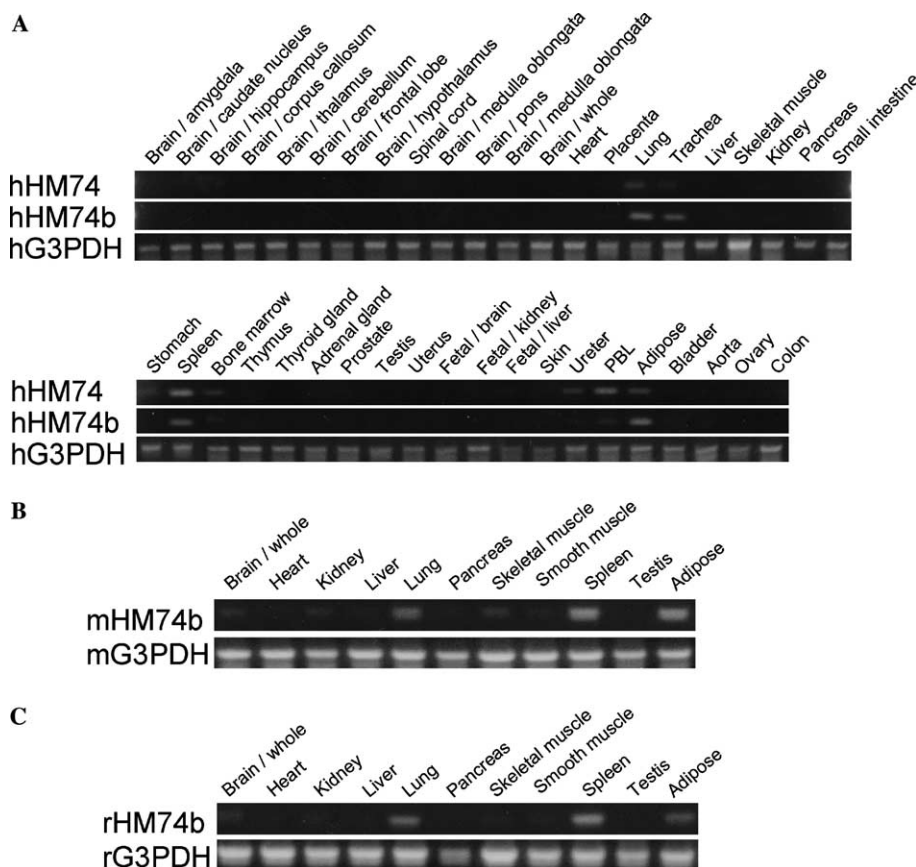 A
Brain / amygdala
Brain / caudate nucleus
Brain / hippocampus
Brain / corpus callosum
Brain / thalamus
Brain / cerebellum
Brain / frontal lobe
Brain / hypothalamus
Spinal cord
Brain / medulla oblongata
Brain / pons
Brain / medulla oblongata
Brain / whole
Heart
Placenta
Lung
Trachea
Liver
Skeletal muscle
Kidney
Pancreas
Small intestine
hHM74
hHM74b
hG3PDH
Stomach
Spleen
Bone marrow
Thymus
Thyroid gland
Adrenal gland
Prostate
Testis
Uterus
Fetal / brain
Fetal / kidney
Fetal / liver
Skin
Ureter
PBL
Adipose
Bladder
Aorta
Ovary
Colon
hHM74
hHM74b
hG3PDH
B
Brain / whole
Heart
Kidney
Liver
Lung
Pancreas
Skeletal muscle
Smooth muscle
Spleen
Testis
Adipose
mHM74b
mG3PDH
C
Brain / whole
Heart
Kidney
Liver
Lung
Pancreas
Skeletal muscle
Smooth muscle
Spleen
Testis
Adipose
rHM74b
rG3PDH